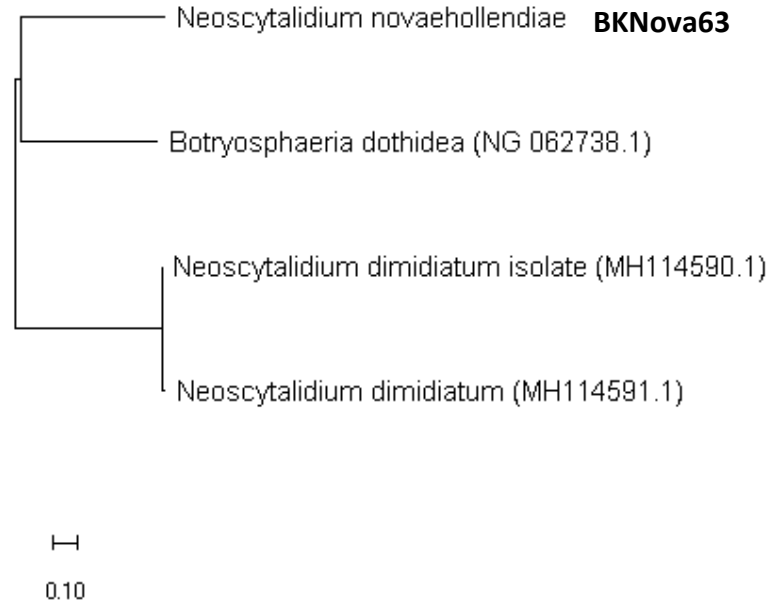 Neoscytalidium novaehollendiae BKNova63
Botryosphaeria dothidea (NG 062738.1)
Neoscytalidium dimidiatum isolate (MH114590.1)
Neoscytalidium dimidiatum (MH114591.1)
0.10